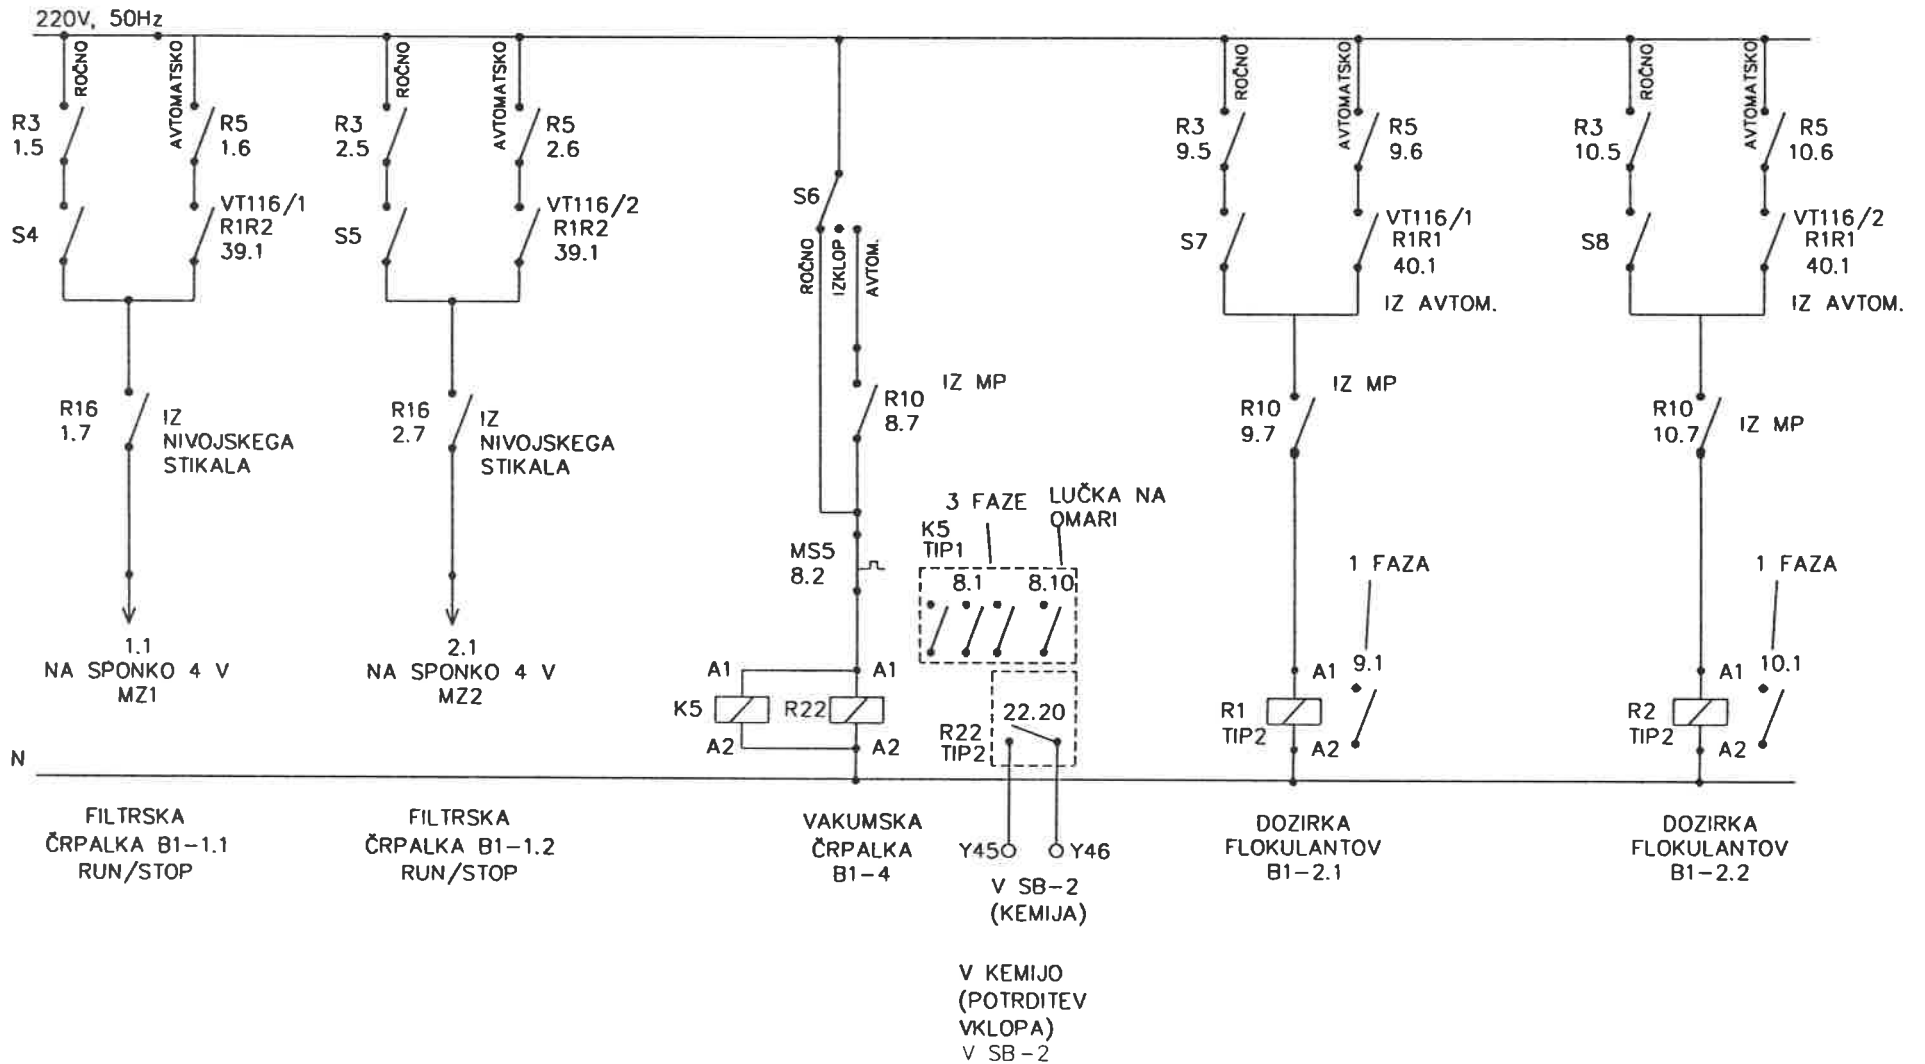 220V, 50Hz
ROČNO
AVTOMATSKO
R3
1.5
R5
1.6
S4
VT116/1
R1R2
39.1
R16
1.7
IZ
NIVOJSKEGA
STIKALA
1.1
NA SPONKO 4 V
MZ1
FILTRSKA
ČRPALKA B1-1.1
RUN/STOP
ROČNO
AVTOMATSKO
R3
2.5
R5
2.6
S5
VT116/2
R1R2
39.1
R16
2.7
IZ
NIVOJSKEGA
STIKALA
2.1
NA SPONKO 4 V
MZ2
FILTRSKA
ČRPALKA B1-1.2
RUN/STOP
S6
ROČNO
IZKLOP
AVTOM.
IZ MP
R10
8.7
MS5
8.2
A1
A1
K5
R22
A2
A2
VAKUMSKA
ČRPALKA
B1-4
3 FAZE
LUČKA NA
OMARI
K5
TIP1
8.1
8.10
22.20
R22
TIP2
Y45
Y46
V SB-2
(KEMIJA)
V KEMIJO
(POTRDITEV
VKLOPA)
V SB-2
ROČNO
AVTOMATSKO
R3
9.5
R5
9.6
S7
VT116/1
R1R1
40.1
IZ AVTOM.
IZ MP
R10
9.7
1 FAZA
A1
9.1
R1
TIP2
A2
DOZIRKA
FLOKULANTOV
B1-2.1
ROČNO
AVTOMATSKO
R3
10.5
R5
10.6
S8
VT116/2
R1R1
40.1
IZ AVTOM.
R10
10.7
IZ MP
1 FAZA
A1
10.1
R2
TIP2
A2
DOZIRKA
FLOKULANTOV
B1-2.2
N